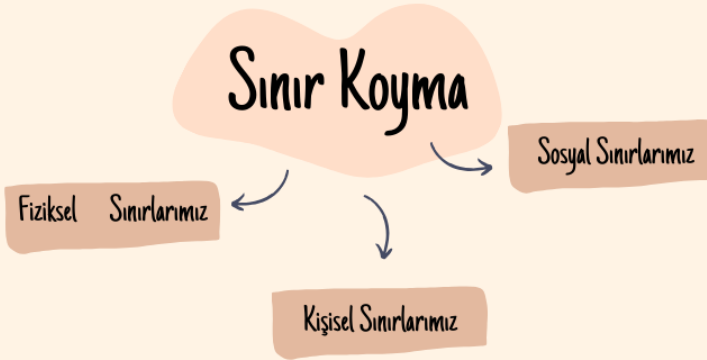 Sınır Koyma
Sosyal Sınırlarımız
Fiziksel Sınırlarımız
Kişisel Sınırlarımız